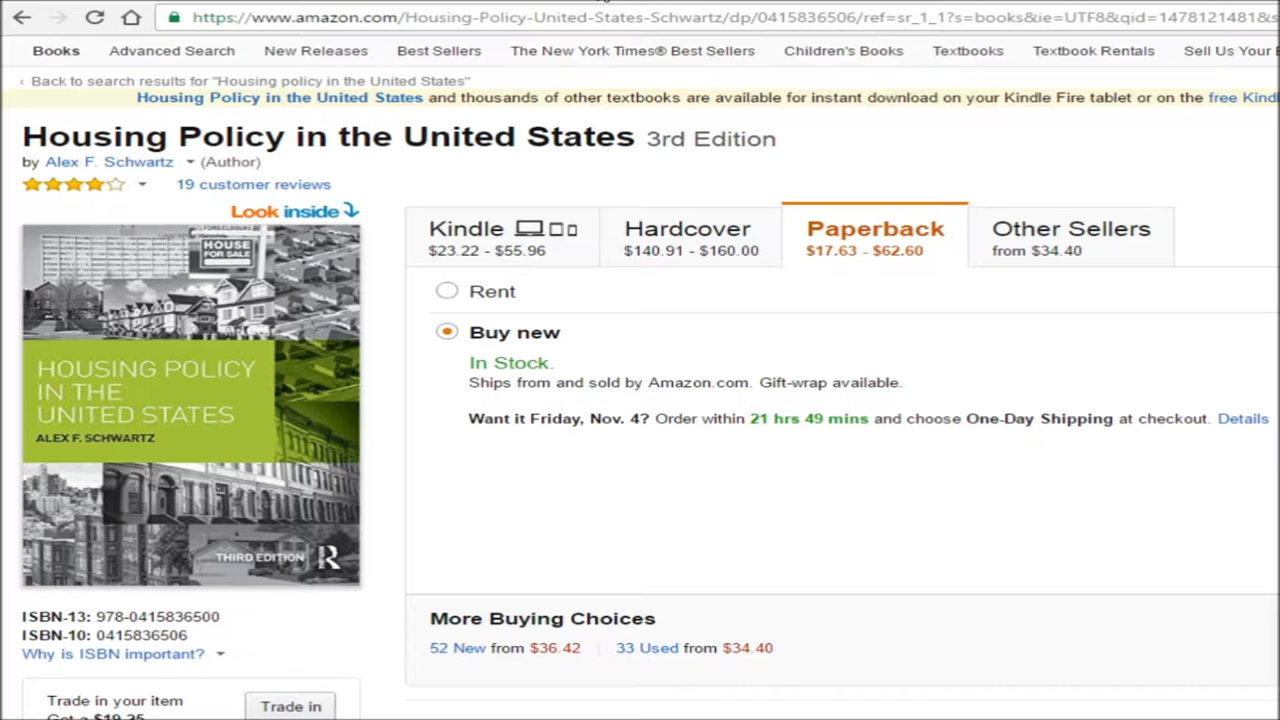 https://www.amazon.com/Housing-Policy-United-States-Schwartz/dp/0415836506/ref=sr_1_1?s=books&ie=UTF8&qid=1478121481&s
Books Advanced Search New Releases Best Sellers The New York Times® Best Sellers Children's Books Textbooks Textbook Rentals Sell Us Your
‹ Back to search results for "Housing policy in the United States"
Housing Policy in the United States and thousands of other textbooks are available for instant download on your Kindle Fire tablet or on the free Kindl
Housing Policy in the United States 3rd Edition
by Alex F. Schwartz (Author)
19 customer reviews
Look inside
Kindle Hardcover Paperback Other Sellers
$23.22 - $55.96 $140.91 - $160.00 $17.63 - $62.60 from $34.40
FORECLOSURE
HOUSE
FOR SALE
HOUSING POLICY
IN THE
UNITED STATES
ALEX F. SCHWARTZ
THIRD EDITION R
Rent
Buy new
In Stock.
Ships from and sold by Amazon.com. Gift-wrap available.
Want it Friday, Nov. 4? Order within 21 hrs 49 mins and choose One-Day Shipping at checkout. Details
More Buying Choices
52 New from $36.42 33 Used from $34.40
ISBN-13: 978-0415836500
ISBN-10: 0415836506
Why is ISBN important?
Trade in your item
Get a $19.25
Trade in